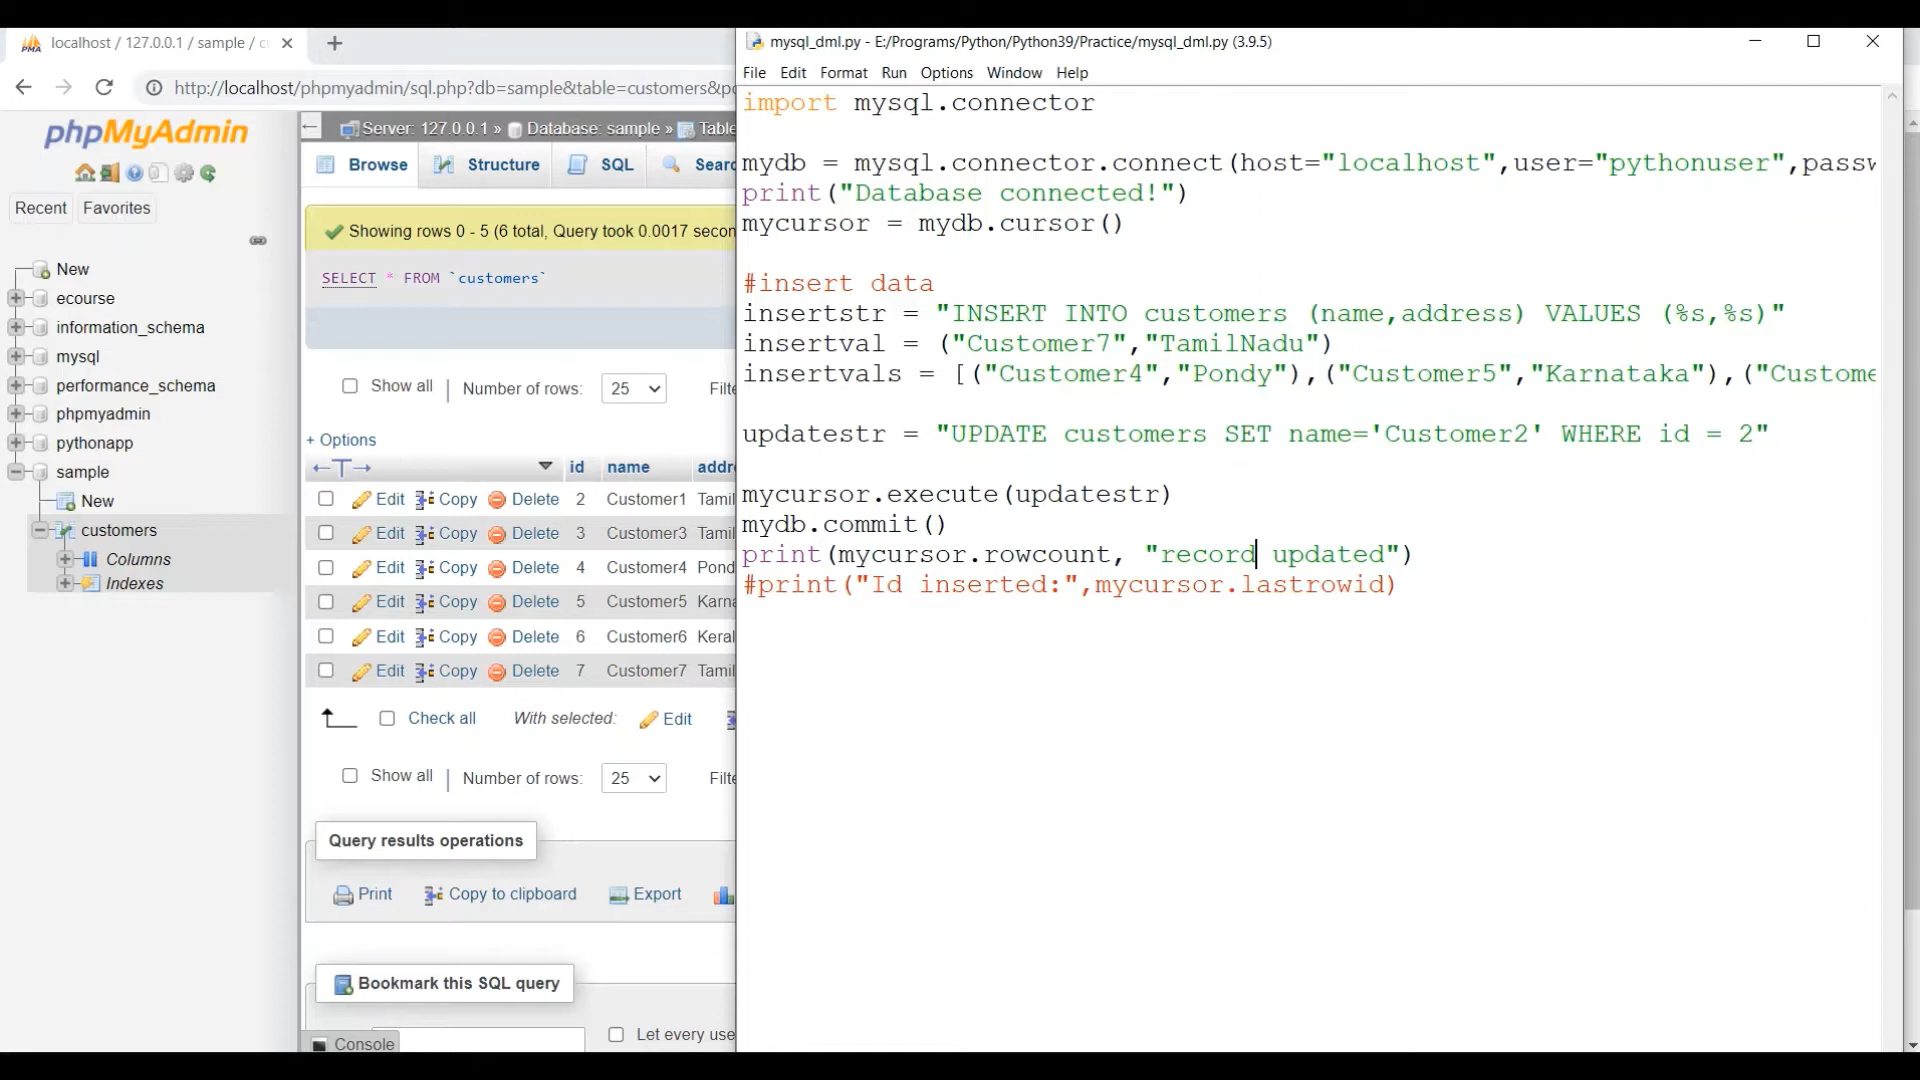 localhost / 127.0.0.1 / sample / c
http://localhost/phpmyadmin/sql.php?db=sample&table=customers&po
phpMyAdmin
Recent
Favorites
New
ecourse
information_schema
mysql
performance_schema
phpmyadmin
pythonapp
sample
New
customers
Columns
Indexes
Server: 127.0.0.1 » Database: sample » Table
Browse Structure SQL Searc
Showing rows 0 - 5 (6 total, Query took 0.0017 secon
SELECT * FROM `customers`
Show all | Number of rows: 25 Filte
+ Options
←T→ id name addre
Edit Copy Delete 2 Customer1 Tamil
Edit Copy Delete 3 Customer3 Tamil
Edit Copy Delete 4 Customer4 Pond
Edit Copy Delete 5 Customer5 Karna
Edit Copy Delete 6 Customer6 Keral
Edit Copy Delete 7 Customer7 Tamil
Check all With selected: Edit
Show all | Number of rows: 25 Filte
Query results operations
Print Copy to clipboard Export
Bookmark this SQL query
Let every use
Console
mysql_dml.py - E:/Programs/Python/Python39/Practice/mysql_dml.py (3.9.5)
File Edit Format Run Options Window Help
import mysql.connector
mydb = mysql.connector.connect(host="localhost",user="pythonuser",passw
print("Database connected!")
mycursor = mydb.cursor()
#insert data
insertstr = "INSERT INTO customers (name,address) VALUES (%s,%s)"
insertval = ("Customer7","TamilNadu")
insertvals = [("Customer4","Pondy"),("Customer5","Karnataka"),("Custome
updatestr = "UPDATE customers SET name='Customer2' WHERE id = 2"
mycursor.execute(updatestr)
mydb.commit()
print(mycursor.rowcount, "record updated")
#print("Id inserted:",mycursor.lastrowid)